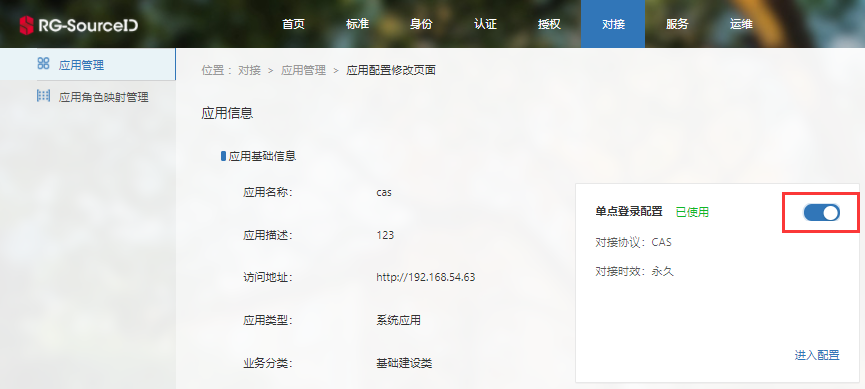 RG-SourceID
首页 标准 身份 认证 授权 对接 服务 运维
应用管理
应用角色映射管理
位置： 对接 > 应用管理 > 应用配置修改页面
应用信息
应用基础信息
应用名称： cas
应用描述： 123
访问地址： http://192.168.54.63
应用类型： 系统应用
业务分类： 基础建设类
单点登录配置 已使用
对接协议：CAS
对接时效：永久
进入配置